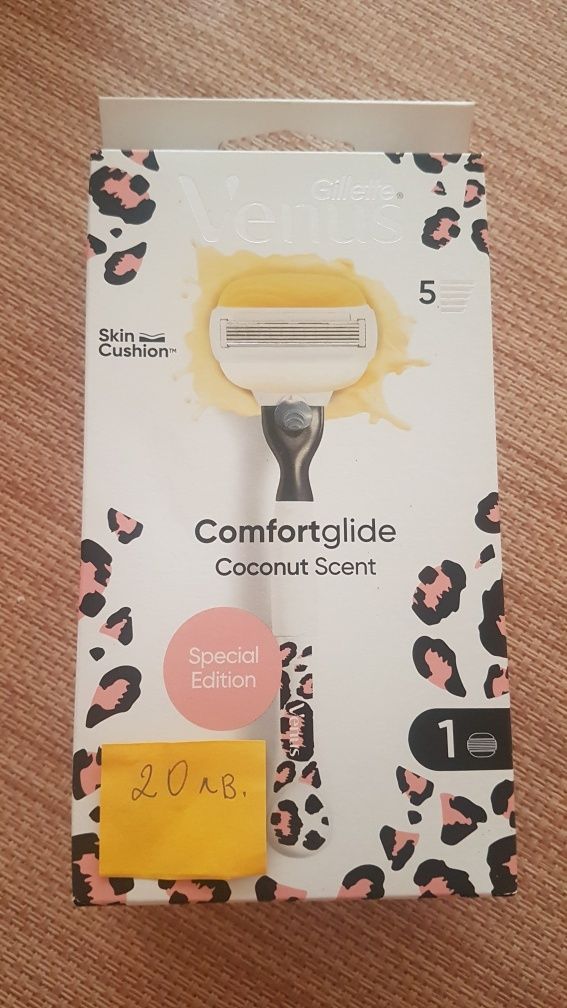 Gillette®
Venus
5
Skin
Cushion™
Comfortglide
Coconut Scent
Special
Edition
Venus
1
20 лв.